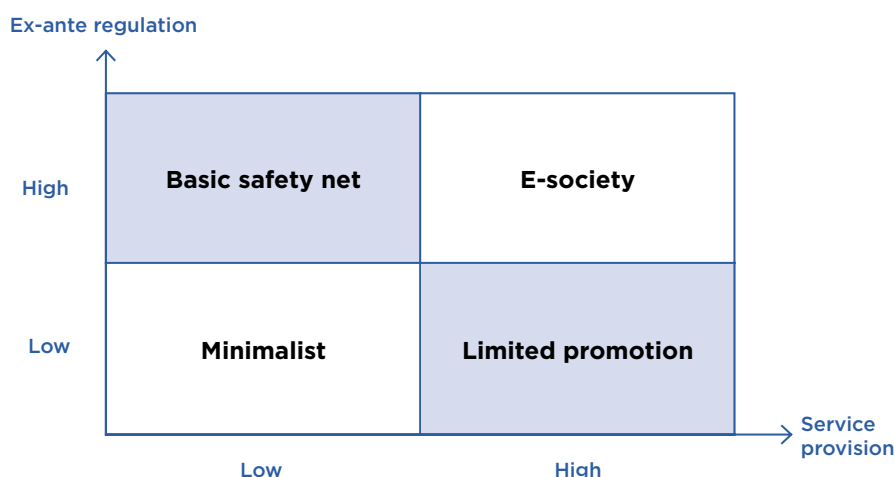 Ex-ante regulation
High
Basic safety net
E-society
Low
Minimalist
Limited promotion
Service
provision
Low
High